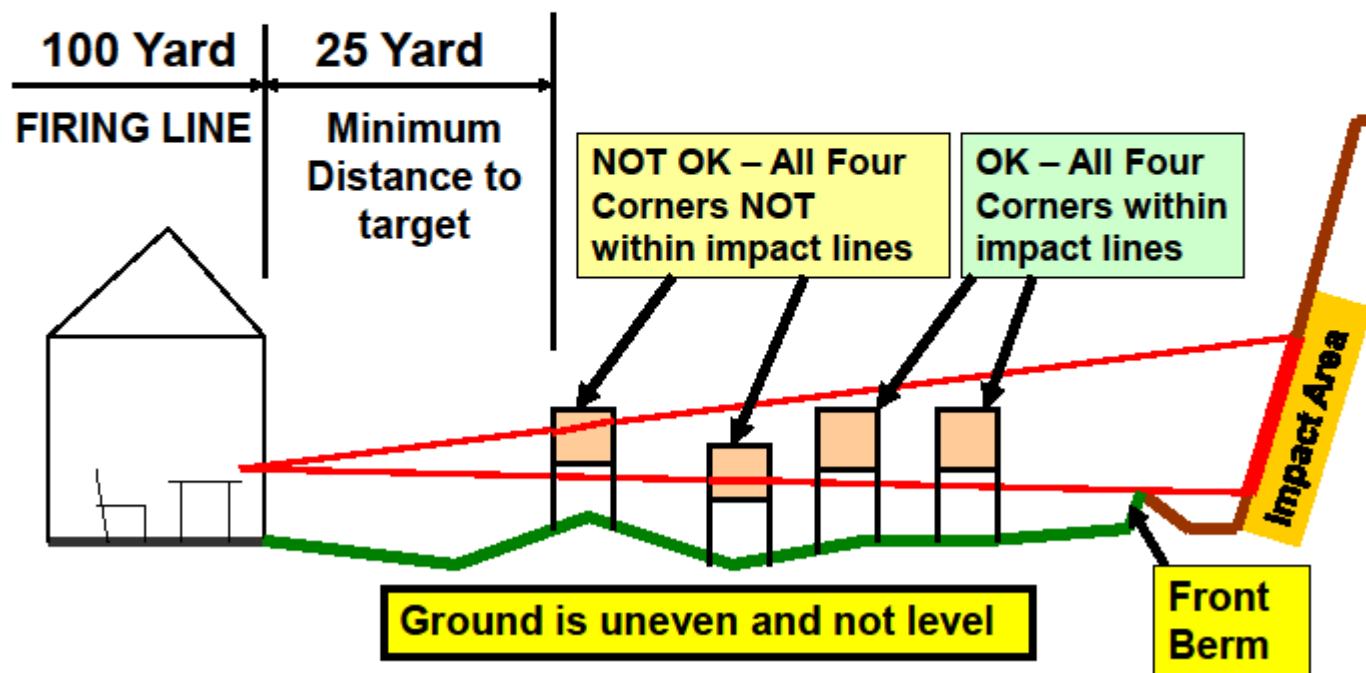 100 Yard
FIRING LINE
25 Yard
Minimum
Distance to
target
NOT OK – All Four
Corners NOT
within impact lines
OK – All Four
Corners within
impact lines
Impact Area
Ground is uneven and not level
Front
Berm